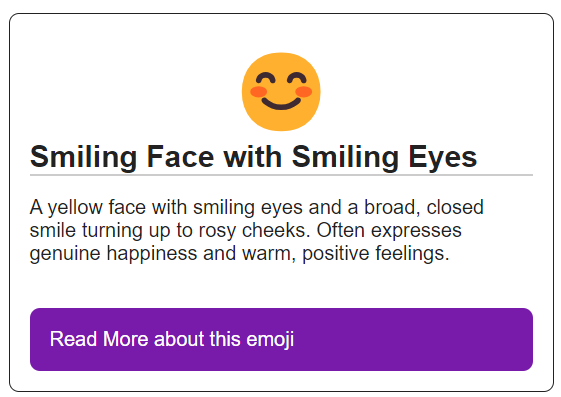 Smiling Face with Smiling Eyes
A yellow face with smiling eyes and a broad, closed
smile turning up to rosy cheeks. Often expresses
genuine happiness and warm, positive feelings.
Read More about this emoji